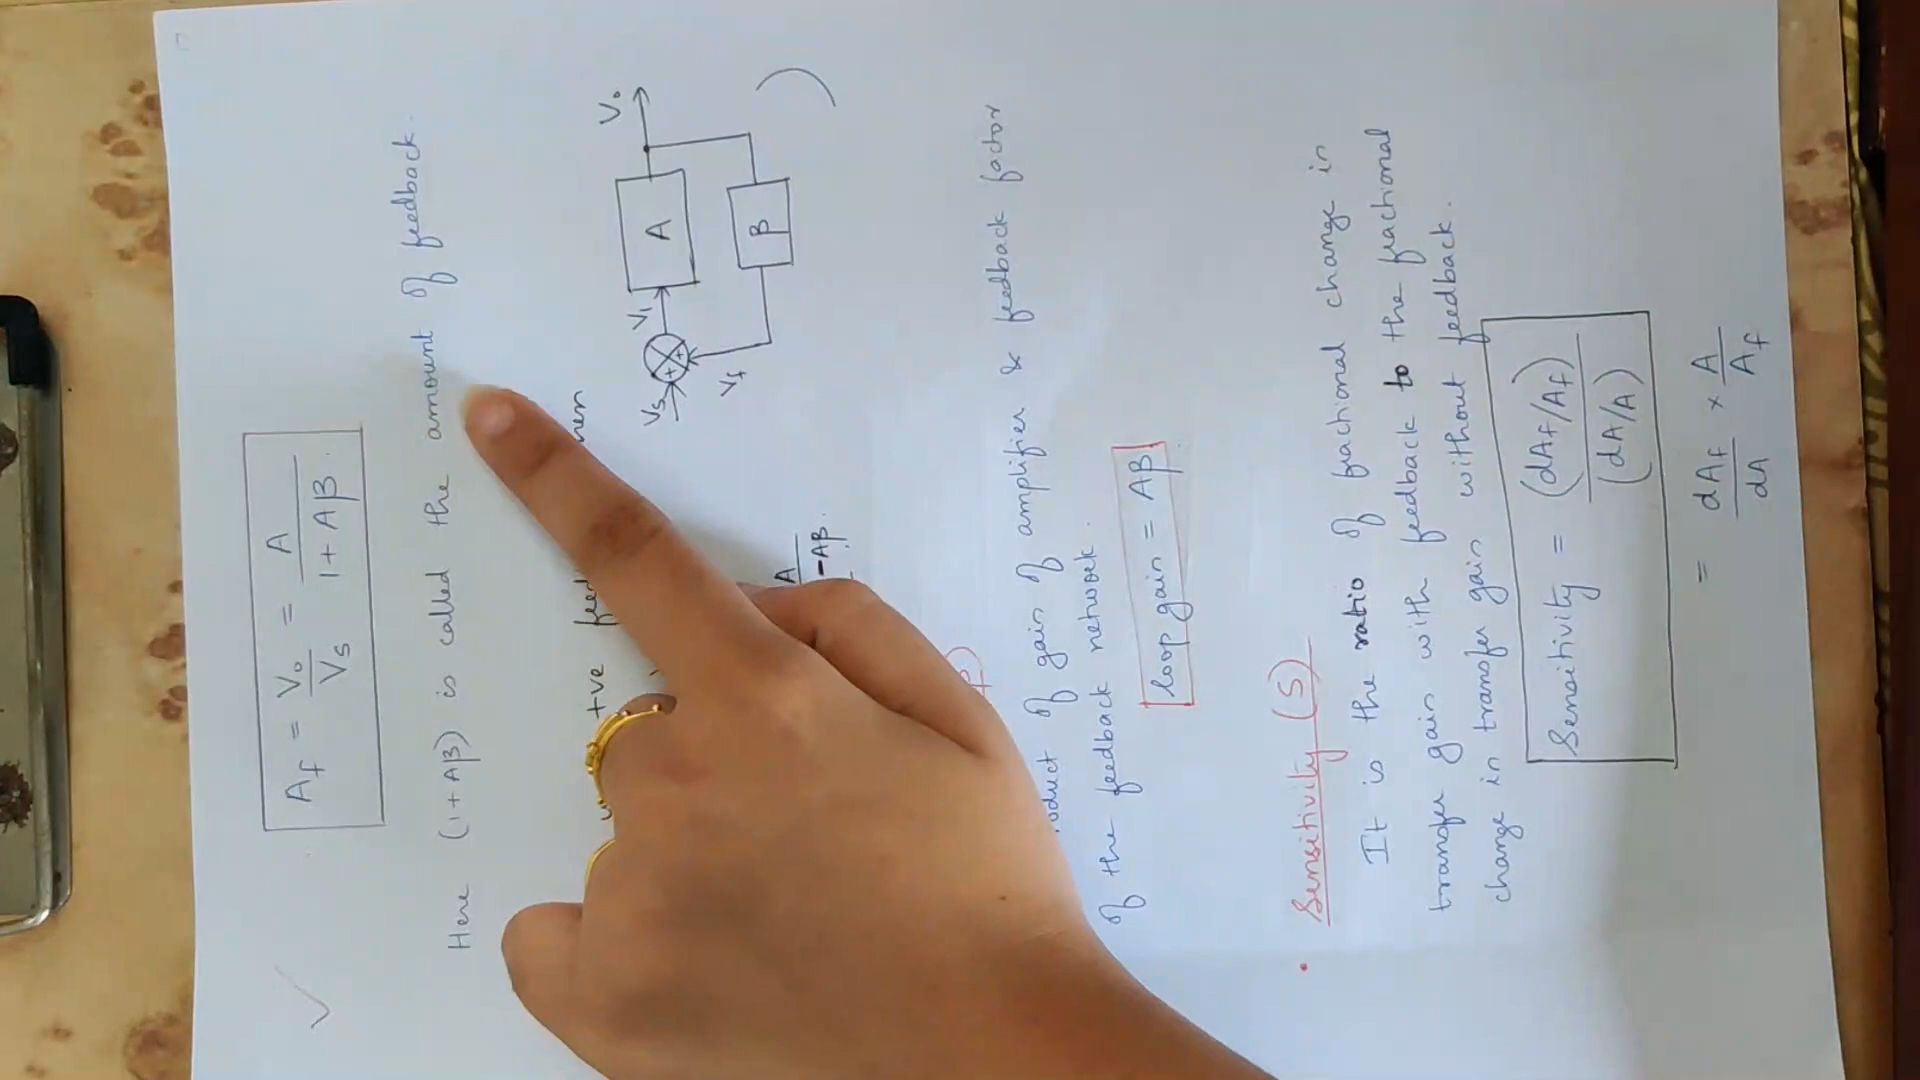 Af = Vo/Vs = A/(1 + Aβ)
Here (1 + Aβ) is called the amount of feedback.
+ve
Vs + V1 A Vo
+
Vf β
A
-Aβ.
of gain of amplifier & feedback factor
of the feedback network.
loop gain = Aβ
• Sensitivity (S)
It is the ratio of fractional change in
transfer gain with feedback to the fractional
change in transfer gain without feedback.
Sensitivity = (dAf/Af)/(dA/A)
= dAf/dA × A/Af